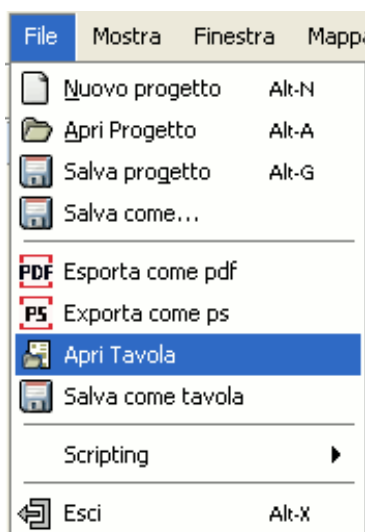 File Mostra Finestra Mappa
Nuovo progetto Alt-N
Apri Progetto Alt-A
Salva progetto Alt-G
Salva come...
PDF Esporta come pdf
PS Exporta come ps
Apri Tavola
Salva come tavola
Scripting
Esci Alt-X